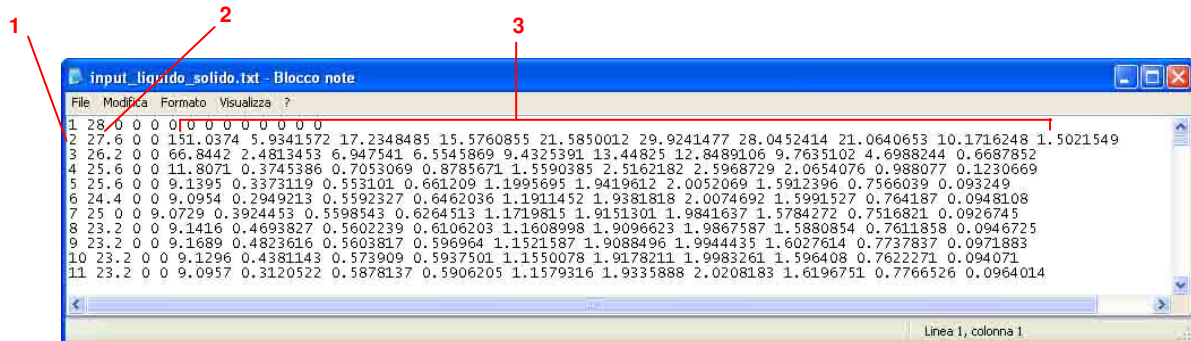 1 2 3
input_liquido_solido.txt - Blocco note
File Modifica Formato Visualizza ?
1 28 0 0 0 0 0 0 0 0 0 0 0 0
2 27.6 0 0 151.0374 5.9341572 17.2348485 15.5760855 21.5850012 29.9241477 28.0452414 21.0640653 10.1716248 1.5021549
3 26.2 0 0 66.8442 2.4813453 6.947541 6.5545869 9.4325391 13.44825 12.8489106 9.7635102 4.6988244 0.6687852
4 25.6 0 0 11.8071 0.3745386 0.7053069 0.8785671 1.5590385 2.5162182 2.5968729 2.0654076 0.988077 0.1230669
5 25.6 0 0 9.1395 0.3373119 0.553101 0.661209 1.1995695 1.9419612 2.0052069 1.5912396 0.7566039 0.093249
6 24.4 0 0 9.0954 0.2949213 0.5592327 0.6462036 1.1911452 1.9381818 2.0074692 1.5991527 0.764187 0.0948108
7 25 0 0 9.0729 0.3924453 0.5598543 0.6264513 1.1719815 1.9151301 1.9841637 1.5784272 0.7516821 0.0926745
8 23.2 0 0 9.1416 0.4693827 0.5602239 0.6106203 1.1608998 1.9096623 1.9867587 1.5880854 0.7611858 0.0946725
9 23.2 0 0 9.1689 0.4823616 0.5603817 0.596964 1.1521587 1.9088496 1.9944435 1.6027614 0.7737837 0.0971883
10 23.2 0 0 9.1296 0.4381143 0.573909 0.5937501 1.1550078 1.9178211 1.9983261 1.596408 0.7622271 0.094071
11 23.2 0 0 9.0957 0.3120522 0.5878137 0.5906205 1.1579316 1.9335888 2.0208183 1.6196751 0.7766526 0.0964014
Linea 1, colonna 1